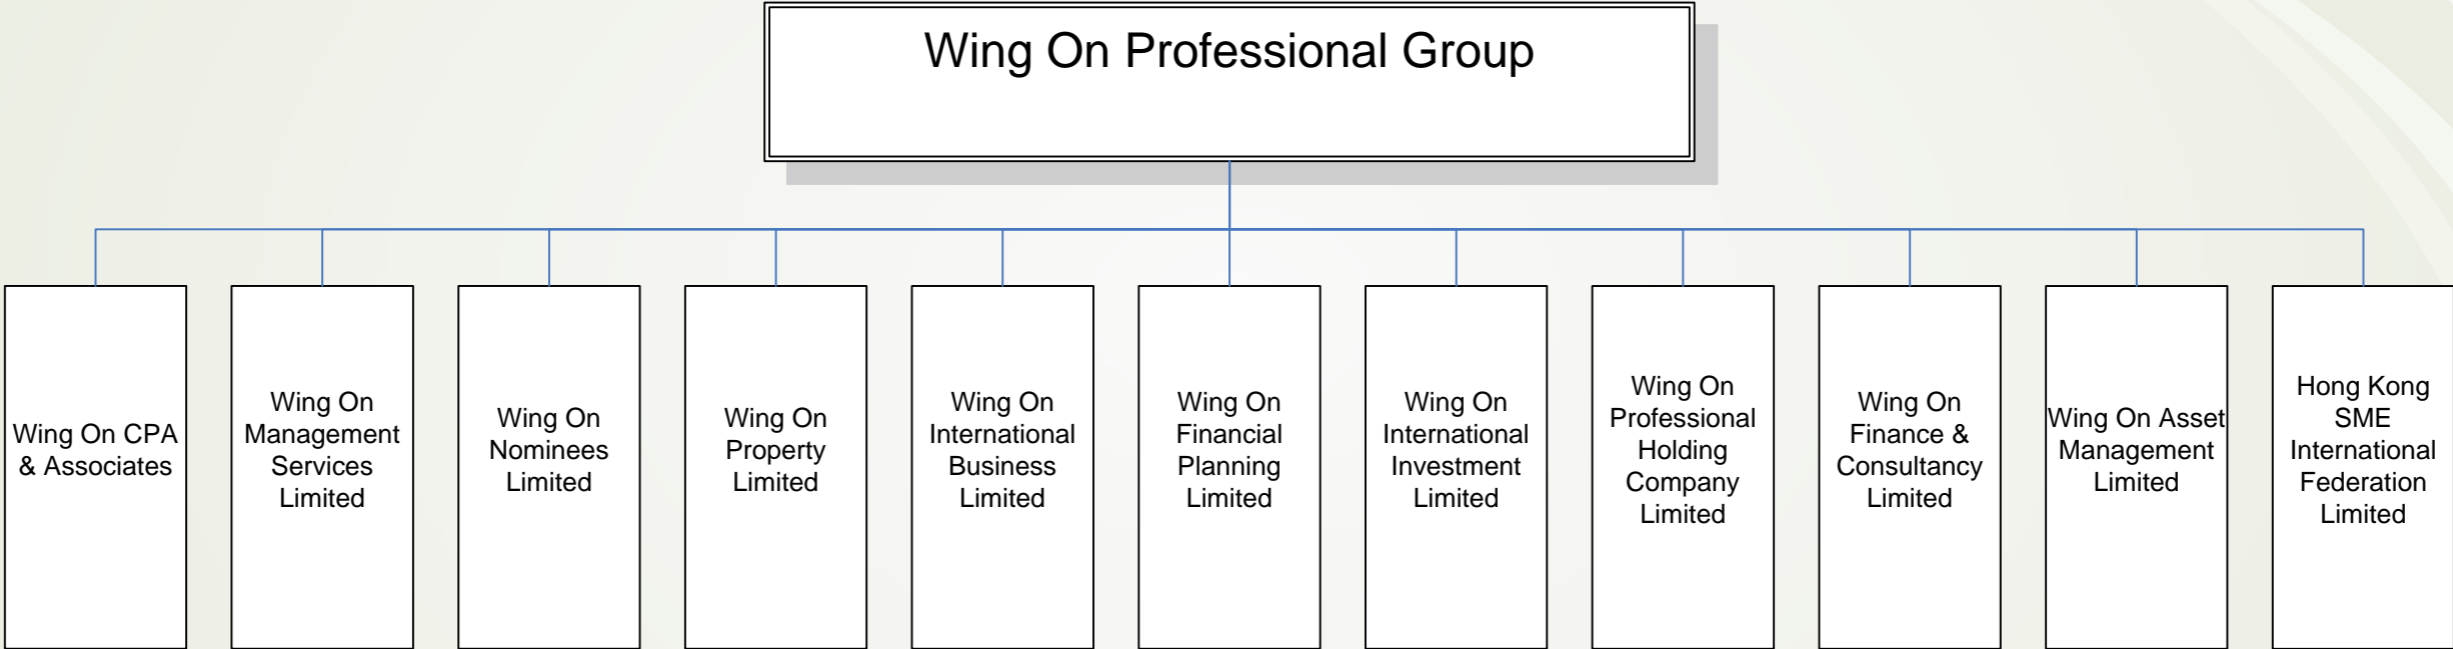 Wing On Professional Group
Wing On CPA
& Associates
Wing On
Management
Services
Limited
Wing On
Nominees
Limited
Wing On
Property
Limited
Wing On
International
Business
Limited
Wing On
Financial
Planning
Limited
Wing On
International
Investment
Limited
Wing On
Professional
Holding
Company
Limited
Wing On
Finance &
Consultancy
Limited
Wing On Asset
Management
Limited
Hong Kong
SME
International
Federation
Limited